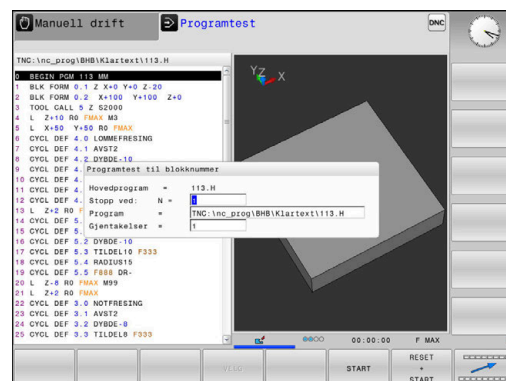 Manuell drift
Programtest
DNC
TNC:\nc_prog\BHB\Klartext\113.H
0 BEGIN PGM 113 MM
1 BLK FORM 0.1 Z X+0 Y+0 Z-20
2 BLK FORM 0.2 X+100 Y+100 Z+0
3 TOOL CALL 5 Z S2000
4 L Z+10 R0 FMAX M3
5 L X+50 Y+50 R0 FMAX
6 CYCL DEF 4.0 LOMMEFRESING
7 CYCL DEF 4.1 AVST2
8 CYCL DEF 4.2 DYBDE-10
9 CYCL DEF 4.
10 CYCL DEF 4.
11 CYCL DEF 4.
12 CYCL DEF 4.
13 L Z+2 R0 F
14 CYCL DEF 5.
15 CYCL DEF 5.
16 CYCL DEF 5.2 DYBDE-10
17 CYCL DEF 5.3 TILDEL10 F333
18 CYCL DEF 5.4 RADIUS15
19 CYCL DEF 5.5 F888 DR-
20 L Z-8 R0 FMAX M99
21 L Z+2 R0 FMAX
22 CYCL DEF 3.0 NOTFRESING
23 CYCL DEF 3.1 AVST2
24 CYCL DEF 3.2 DYBDE-8
25 CYCL DEF 3.3 TILDEL8 F333
Programtest til blokknummer
Hovedprogram = 113.H
Stopp ved: N = 1
Program = TNC:\nc_prog\BHB\Klartext\113.H
Gjentakelser = 1
Y Z X
00:00:00 F MAX
VELG
START
RESET
+
START